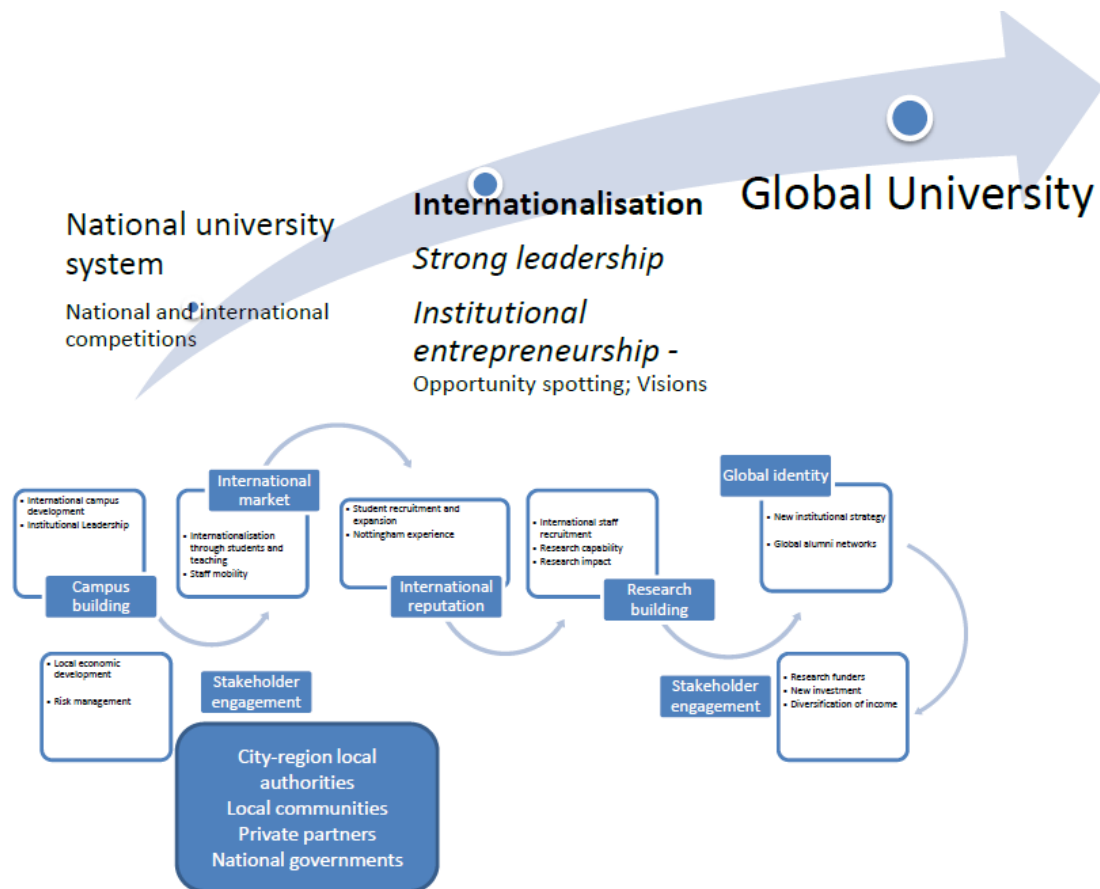 Global University
National university
system
National and international
competitions
Internationalisation
Strong leadership
Institutional
entrepreneurship -
Opportunity spotting; Visions
• International campus
development
• Institutional Leadership
Campus
building
International
market
• Internationalisation
through students and
teaching
• Staff mobility
• Student recruitment and
expansion
• Nottingham experience
International
reputation
• International staff
recruitment
• Research capability
• Research impact
Research
building
Global identity
• New institutional strategy
• Global alumni networks
• Local economic
development
• Risk management
Stakeholder
engagement
City-region local
authorities
Local communities
Private partners
National governments
Stakeholder
engagement
• Research funders
• New investment
• Diversification of income